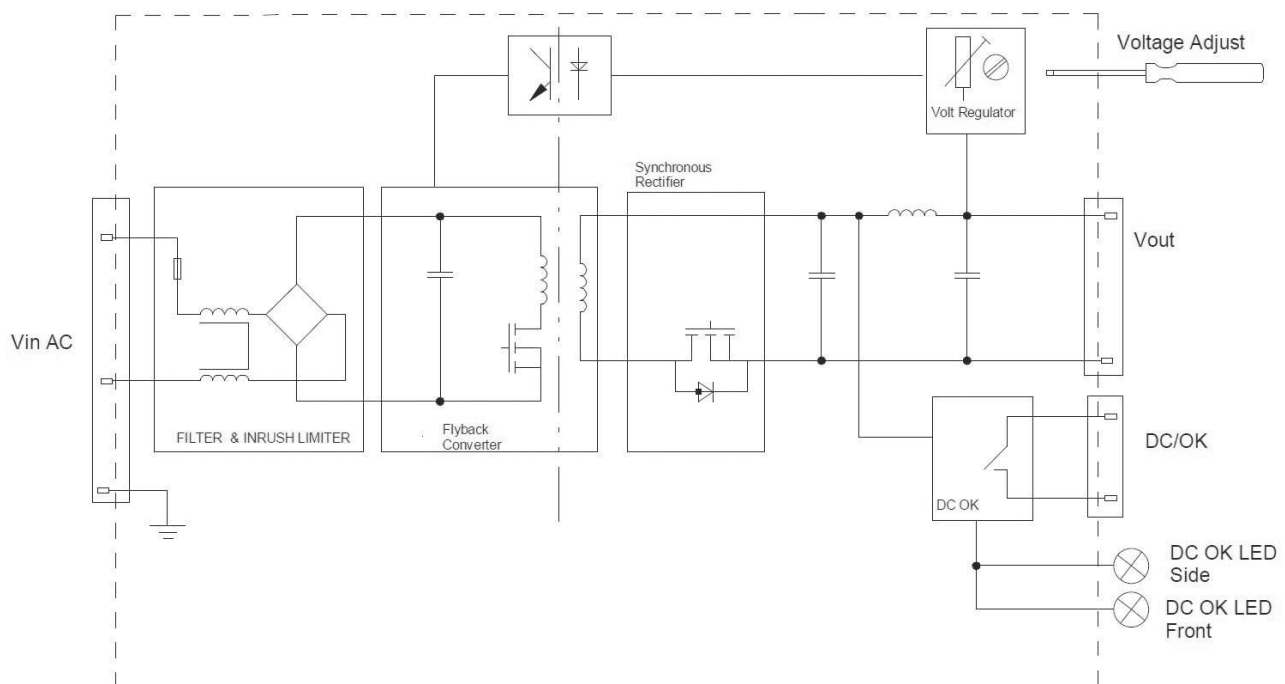 Voltage Adjust
Volt Regulator
Synchronous
Rectifier
Vout
Vin AC
FILTER & INRUSH LIMITER
Flyback
Converter
DC/OK
DC OK
DC OK LED
Side
DC OK LED
Front